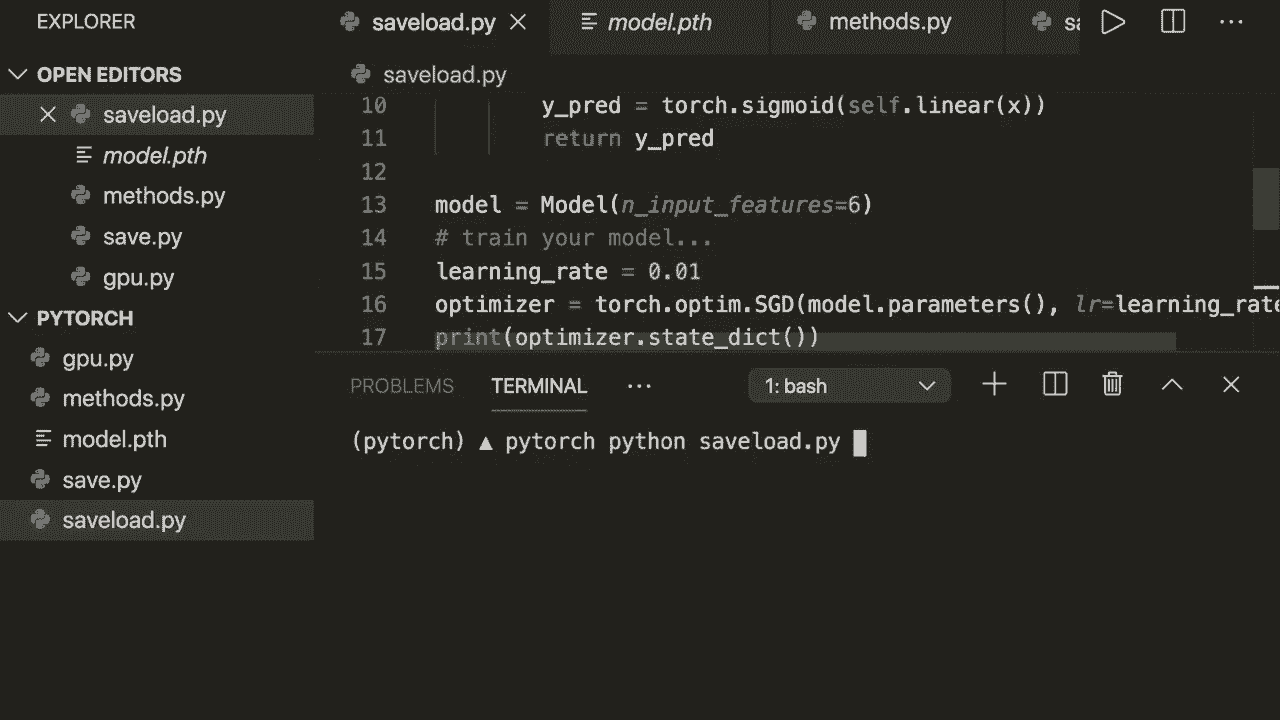 EXPLORER
OPEN EDITORS
saveload.py
model.pth
methods.py
save.py
gpu.py
PYTORCH
gpu.py
methods.py
model.pth
save.py
saveload.py
saveload.py
model.pth
methods.py
sa
saveload.py
10 y_pred = torch.sigmoid(self.linear(x))
11 return y_pred
12
13 model = Model(n_input_features=6)
14 # train your model...
15 learning_rate = 0.01
16 optimizer = torch.optim.SGD(model.parameters(), lr=learning_rate
17 print(optimizer.state_dict())
PROBLEMS TERMINAL ··· 1: bash
(pytorch) ▲ pytorch python saveload.py